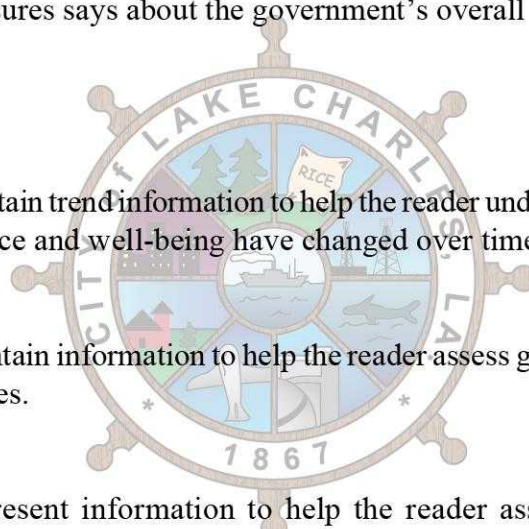 sures says about the government's overall
CITY of LAKE CHARLES, LA.
RICE
tain trend information to help the reader und
ce and well-being have changed over time
ntain information to help the reader assess g
es.
1867
resent information to help the reader ass